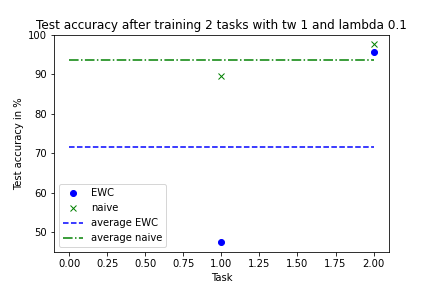 Test accuracy after training 2 tasks with tw 1 and lambda 0.1
100
90
80
70
60
50
Test accuracy in %
EWC
naive
average EWC
average naive
0.00 0.25 0.50 0.75 1.00 1.25 1.50 1.75 2.00
Task